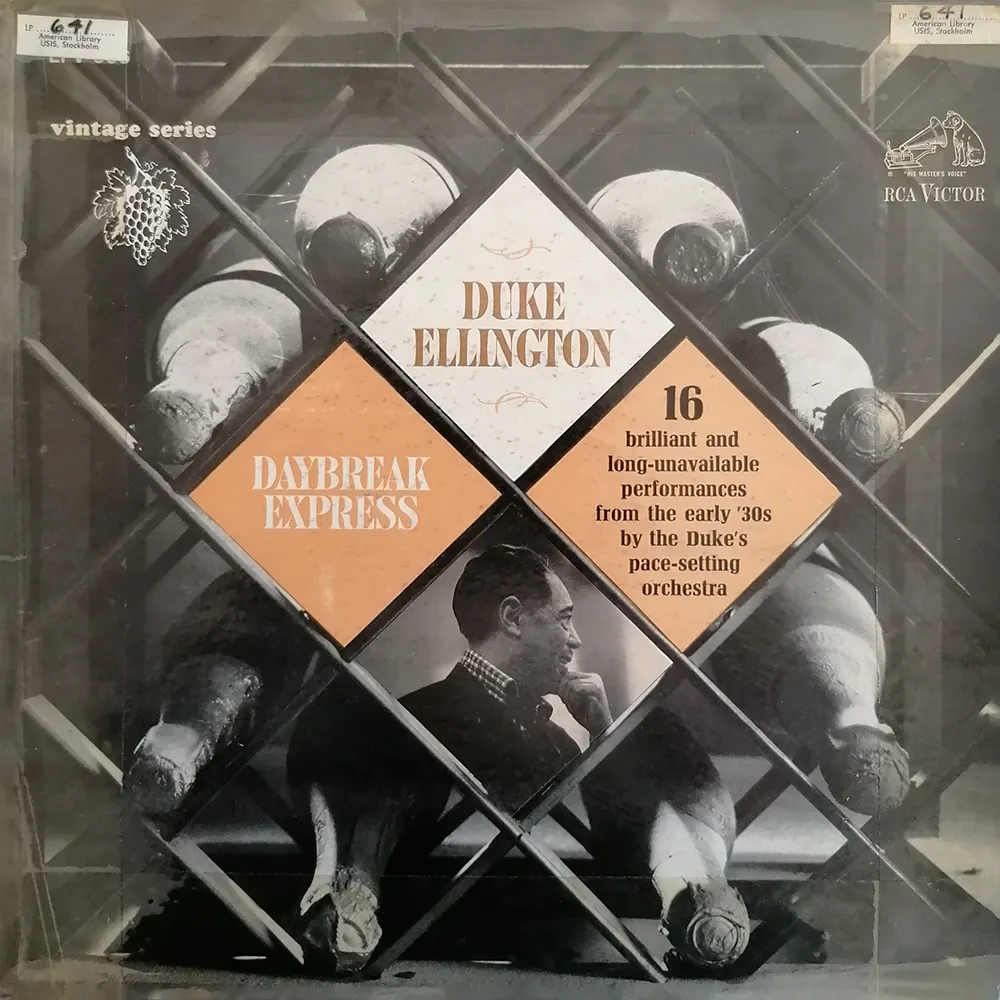 LP 641
American Library
USIS, Stockholm
LP 641
American Library
USIS, Stockholm
vintage series
"HIS MASTER'S VOICE"
RCA VICTOR
DUKE
ELLINGTON
DAYBREAK
EXPRESS
16
brilliant and
long-unavailable
performances
from the early '30s
by the Duke's
pace-setting
orchestra